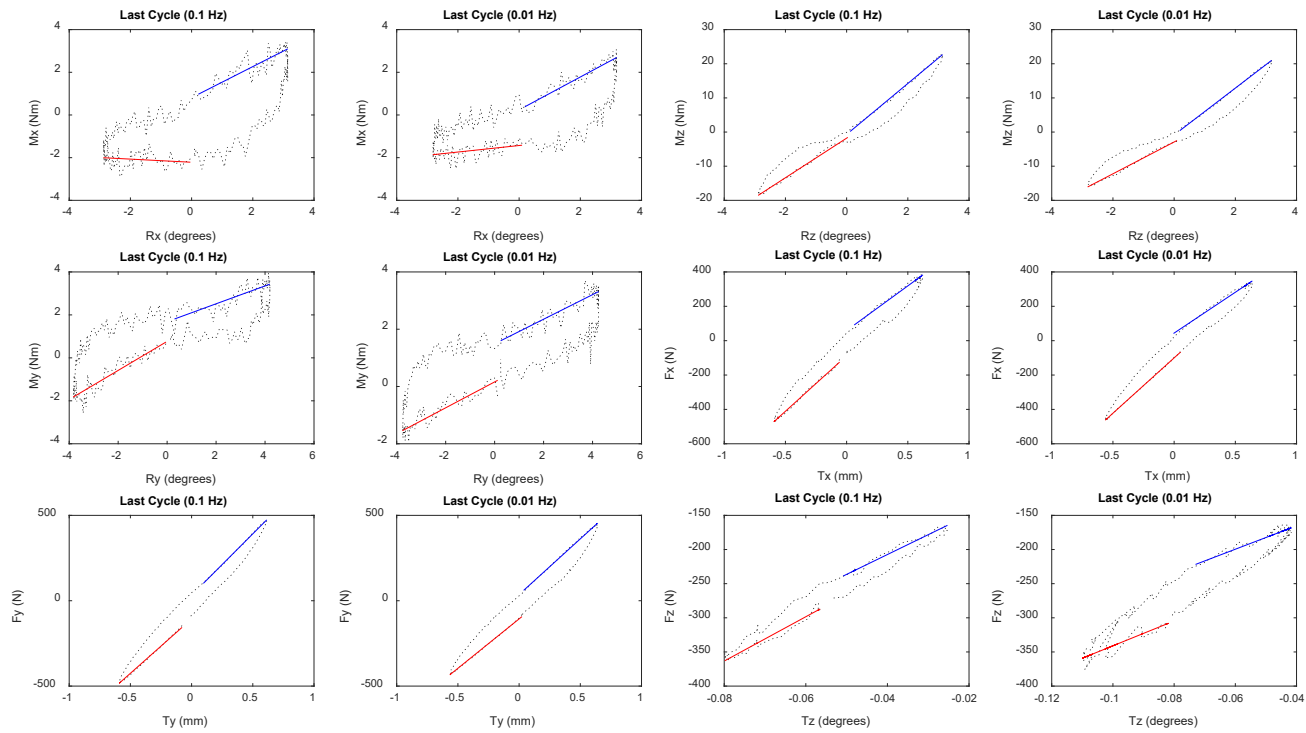 Last Cycle (0.1 Hz)
4
2
0
-2
-4
Mx (Nm)
-4 -2 0 2 4
Rx (degrees)
Last Cycle (0.01 Hz)
4
2
0
-2
-4
Mx (Nm)
-4 -2 0 2 4
Rx (degrees)
Last Cycle (0.1 Hz)
30
20
10
0
-10
-20
Mz (Nm)
-4 -2 0 2 4
Rz (degrees)
Last Cycle (0.01 Hz)
30
20
10
0
-10
-20
Mz (Nm)
-4 -2 0 2 4
Rz (degrees)
Last Cycle (0.1 Hz)
4
2
0
-2
-4
My (Nm)
-4 -2 0 2 4 6
Ry (degrees)
Last Cycle (0.01 Hz)
4
2
0
-2
My (Nm)
-4 -2 0 2 4 6
Ry (degrees)
Last Cycle (0.1 Hz)
400
200
0
-200
-400
-600
Fx (N)
-1 -0.5 0 0.5 1
Tx (mm)
Last Cycle (0.01 Hz)
400
200
0
-200
-400
-600
Fx (N)
-1 -0.5 0 0.5 1
Tx (mm)
Last Cycle (0.1 Hz)
500
0
-500
Fy (N)
-1 -0.5 0 0.5 1
Ty (mm)
Last Cycle (0.01 Hz)
500
0
-500
Fy (N)
-1 -0.5 0 0.5 1
Ty (mm)
Last Cycle (0.1 Hz)
-150
-200
-250
-300
-350
-400
Fz (N)
-0.08 -0.06 -0.04 -0.02
Tz (degrees)
Last Cycle (0.01 Hz)
-150
-200
-250
-300
-350
-400
Fz (N)
-0.12 -0.1 -0.08 -0.06 -0.04
Tz (degrees)